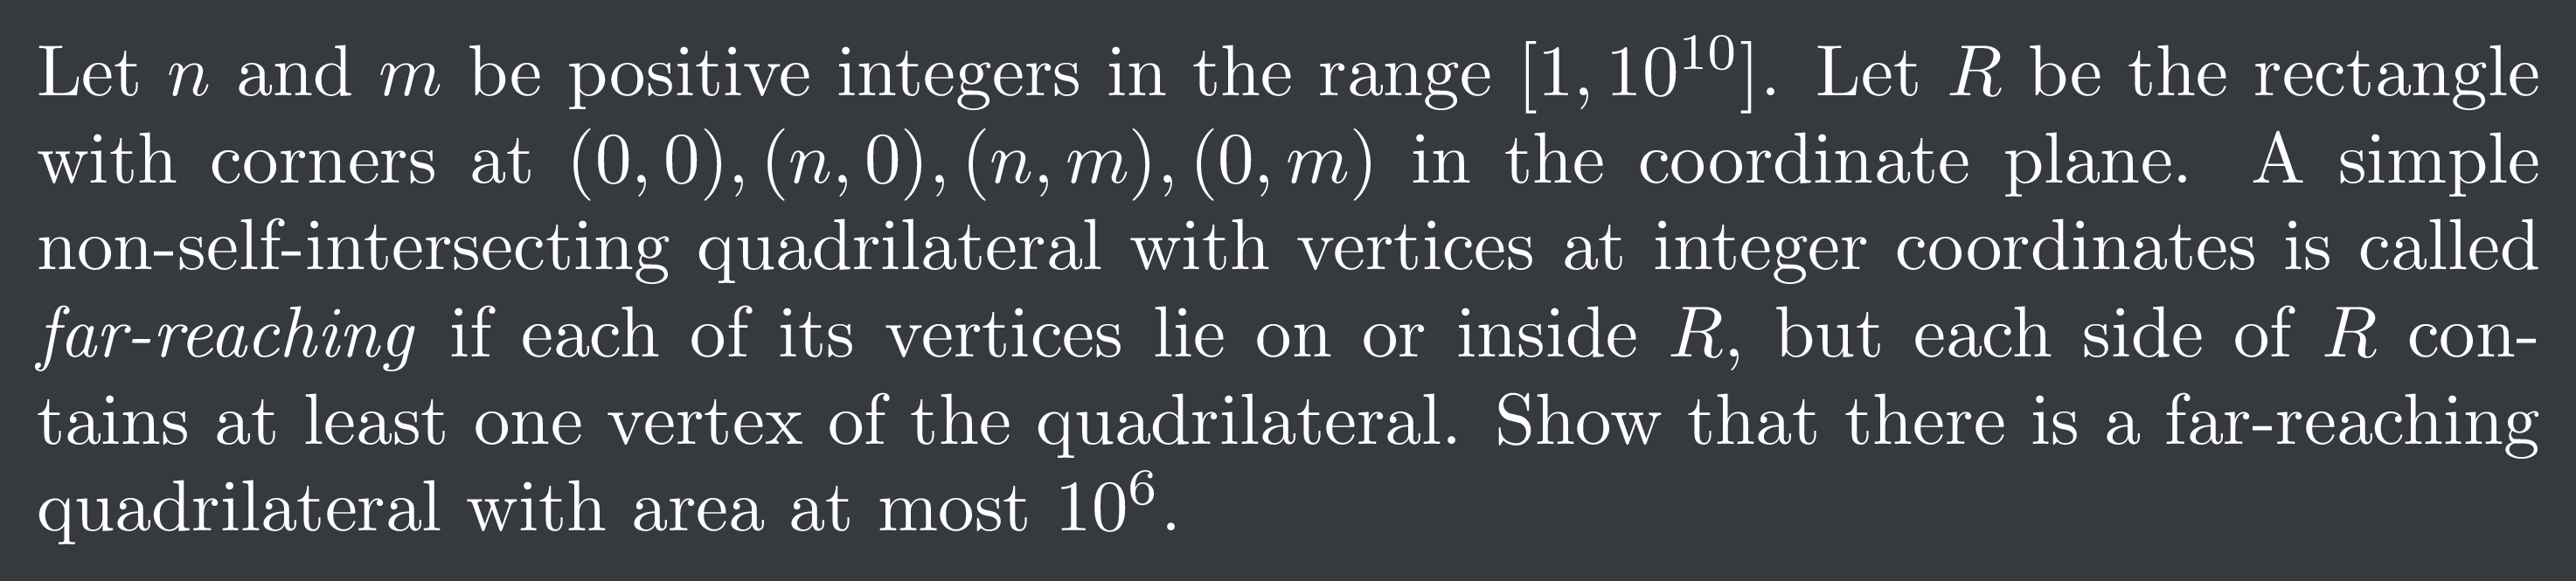 Let n and m be positive integers in the range [1, 10^{10}]. Let R be the rectangle
with corners at (0, 0), (n, 0), (n, m), (0, m) in the coordinate plane. A simple
non-self-intersecting quadrilateral with vertices at integer coordinates is called
far-reaching if each of its vertices lie on or inside R, but each side of R con-
tains at least one vertex of the quadrilateral. Show that there is a far-reaching
quadrilateral with area at most 10^6.